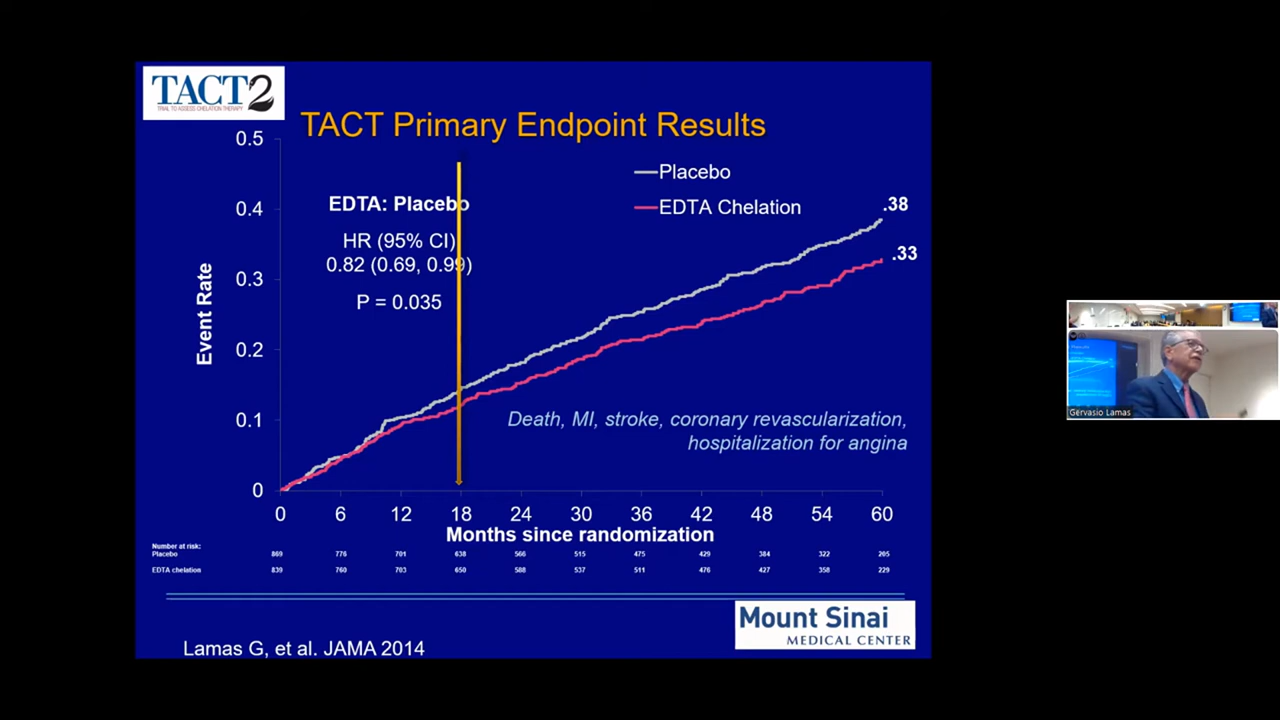 TACT2
TRIAL TO ASSESS CHELATION THERAPY
TACT Primary Endpoint Results
0.5
0.4
0.3
0.2
0.1
0
Event Rate
EDTA: Placebo
HR (95% CI)
0.82 (0.69, 0.99)
P = 0.035
Placebo
EDTA Chelation
.38
.33
Death, MI, stroke, coronary revascularization,
hospitalization for angina
0 6 12 18 24 30 36 42 48 54 60
Months since randomization
Number at risk:
Placebo 869 776 701 638 566 515 475 429 384 322 205
EDTA chelation 839 760 703 650 588 537 511 476 427 358 229
Mount Sinai
MEDICAL CENTER
Lamas G, et al. JAMA 2014
Gervasio Lamas